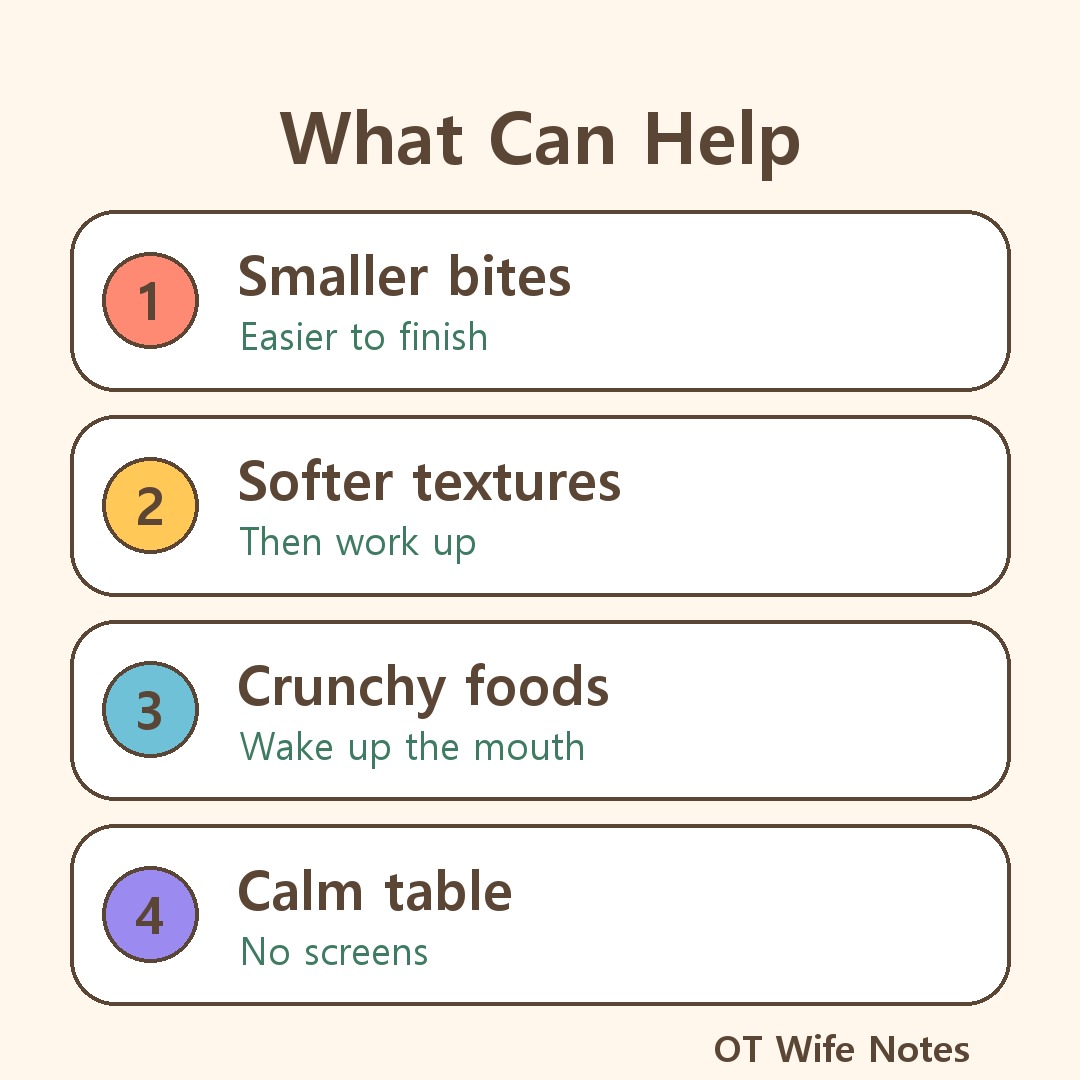 What Can Help
1
Smaller bites
Easier to finish
2
Softer textures
Then work up
3
Crunchy foods
Wake up the mouth
4
Calm table
No screens
OT Wife Notes